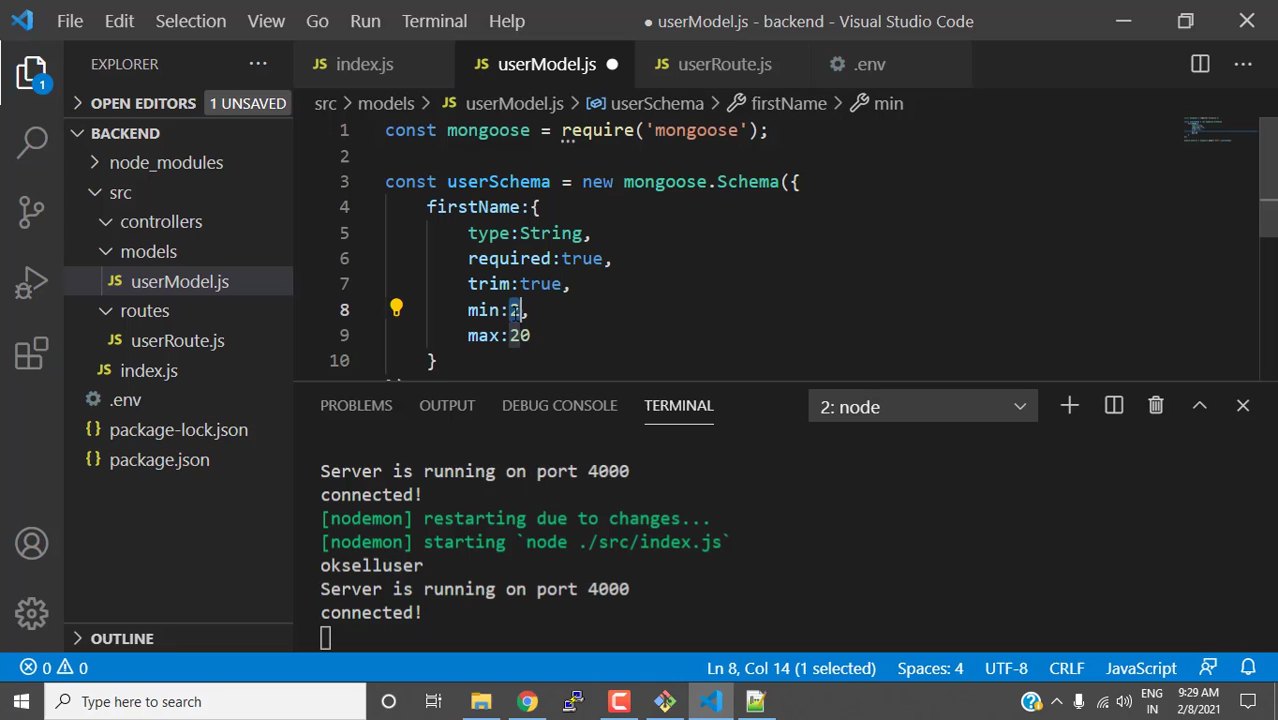 File Edit Selection View Go Run Terminal Help ● userModel.js - backend - Visual Studio Code
1
EXPLORER
index.js
userModel.js
userRoute.js
.env
OPEN EDITORS 1 UNSAVED
BACKEND
node_modules
src
controllers
models
userModel.js
routes
userRoute.js
index.js
.env
package-lock.json
package.json
OUTLINE
src > models > userModel.js > userSchema > firstName > min
1 const mongoose = require('mongoose');
2
3 const userSchema = new mongoose.Schema({
4 firstName:{
5 type:String,
6 required:true,
7 trim:true,
8 min:2,
9 max:20
10 }
PROBLEMS OUTPUT DEBUG CONSOLE TERMINAL 2: node
Server is running on port 4000
connected!
[nodemon] restarting due to changes...
[nodemon] starting `node ./src/index.js`
okselluser
Server is running on port 4000
connected!
0 0 Ln 8, Col 14 (1 selected) Spaces: 4 UTF-8 CRLF JavaScript
Type here to search
ENG
IN
9:29 AM
2/8/2021